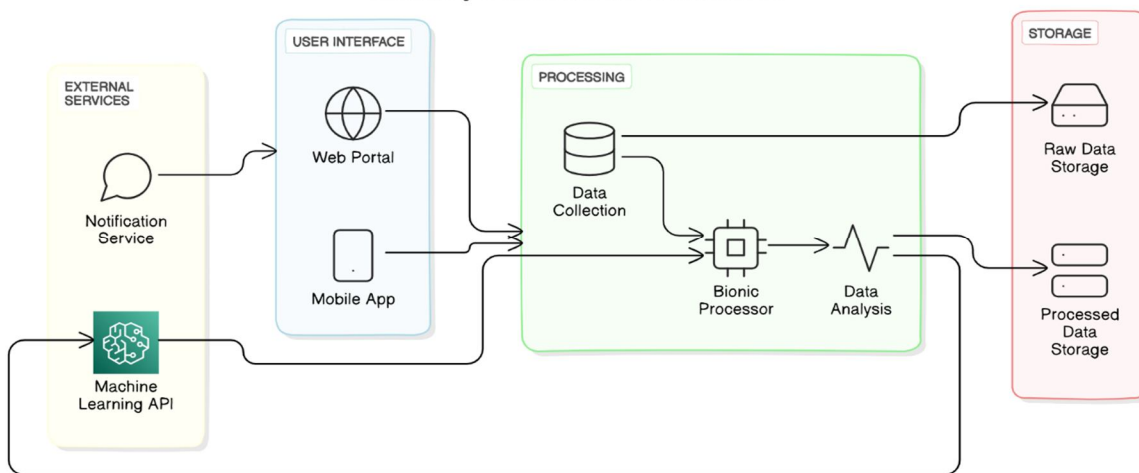 EXTERNAL
SERVICES
Notification
Service
Machine
Learning API
USER INTERFACE
Web Portal
Mobile App
PROCESSING
Data
Collection
Bionic
Processor
Data
Analysis
STORAGE
Raw Data
Storage
Processed
Data
Storage